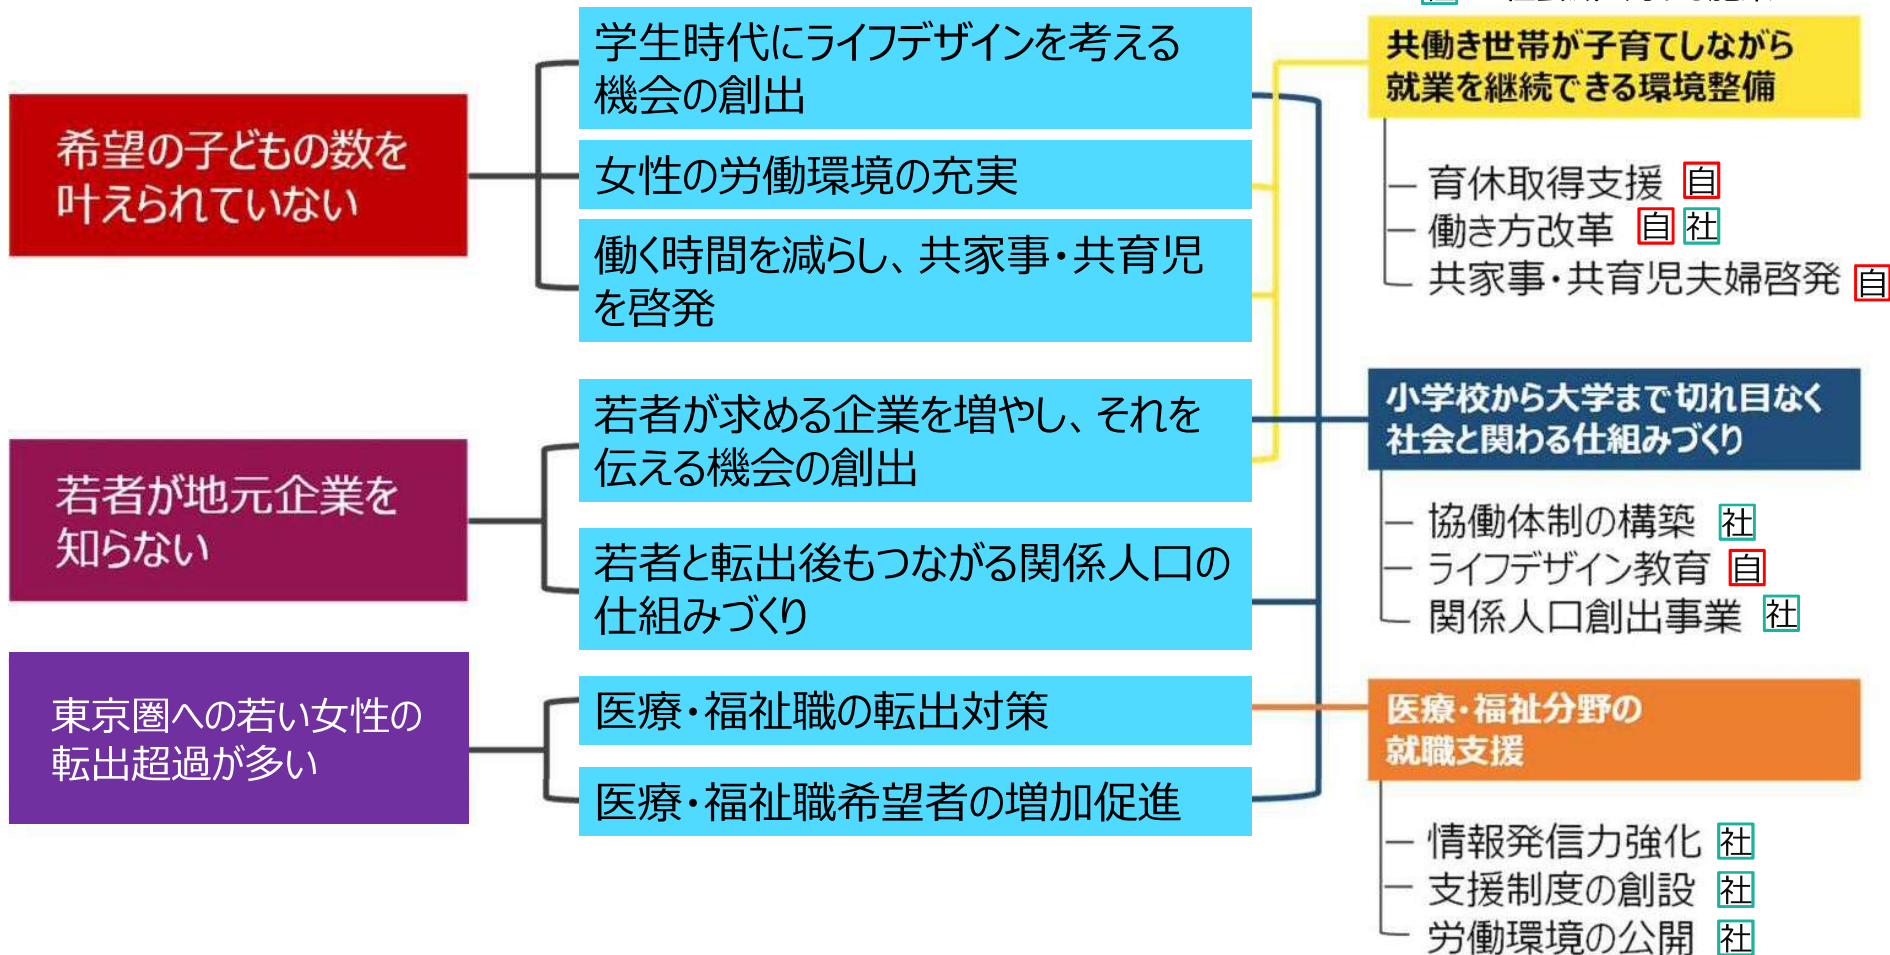 希望の子どもの数を
叶えられていない
若者が地元企業を
知らない
東京圏への若い女性の
転出超過が多い
学生時代にライフデザインを考える
機会の創出
女性の労働環境の充実
働く時間を減らし、共家事・共育児
を啓発
若者が求める企業を増やし、それを
伝える機会の創出
若者と転出後もつながる関係人口の
仕組みづくり
医療・福祉職の転出対策
医療・福祉職希望者の増加促進
共働き世帯が子育てしながら
就業を継続できる環境整備
育休取得支援 自
働き方改革 自 社
共家事・共育児夫婦啓発 自
小学校から大学まで切れ目なく
社会と関わる仕組みづくり
協働体制の構築 社
ライフデザイン教育 自
関係人口創出事業 社
医療・福祉分野の
就職支援
情報発信力強化 社
支援制度の創設 社
労働環境の公開 社